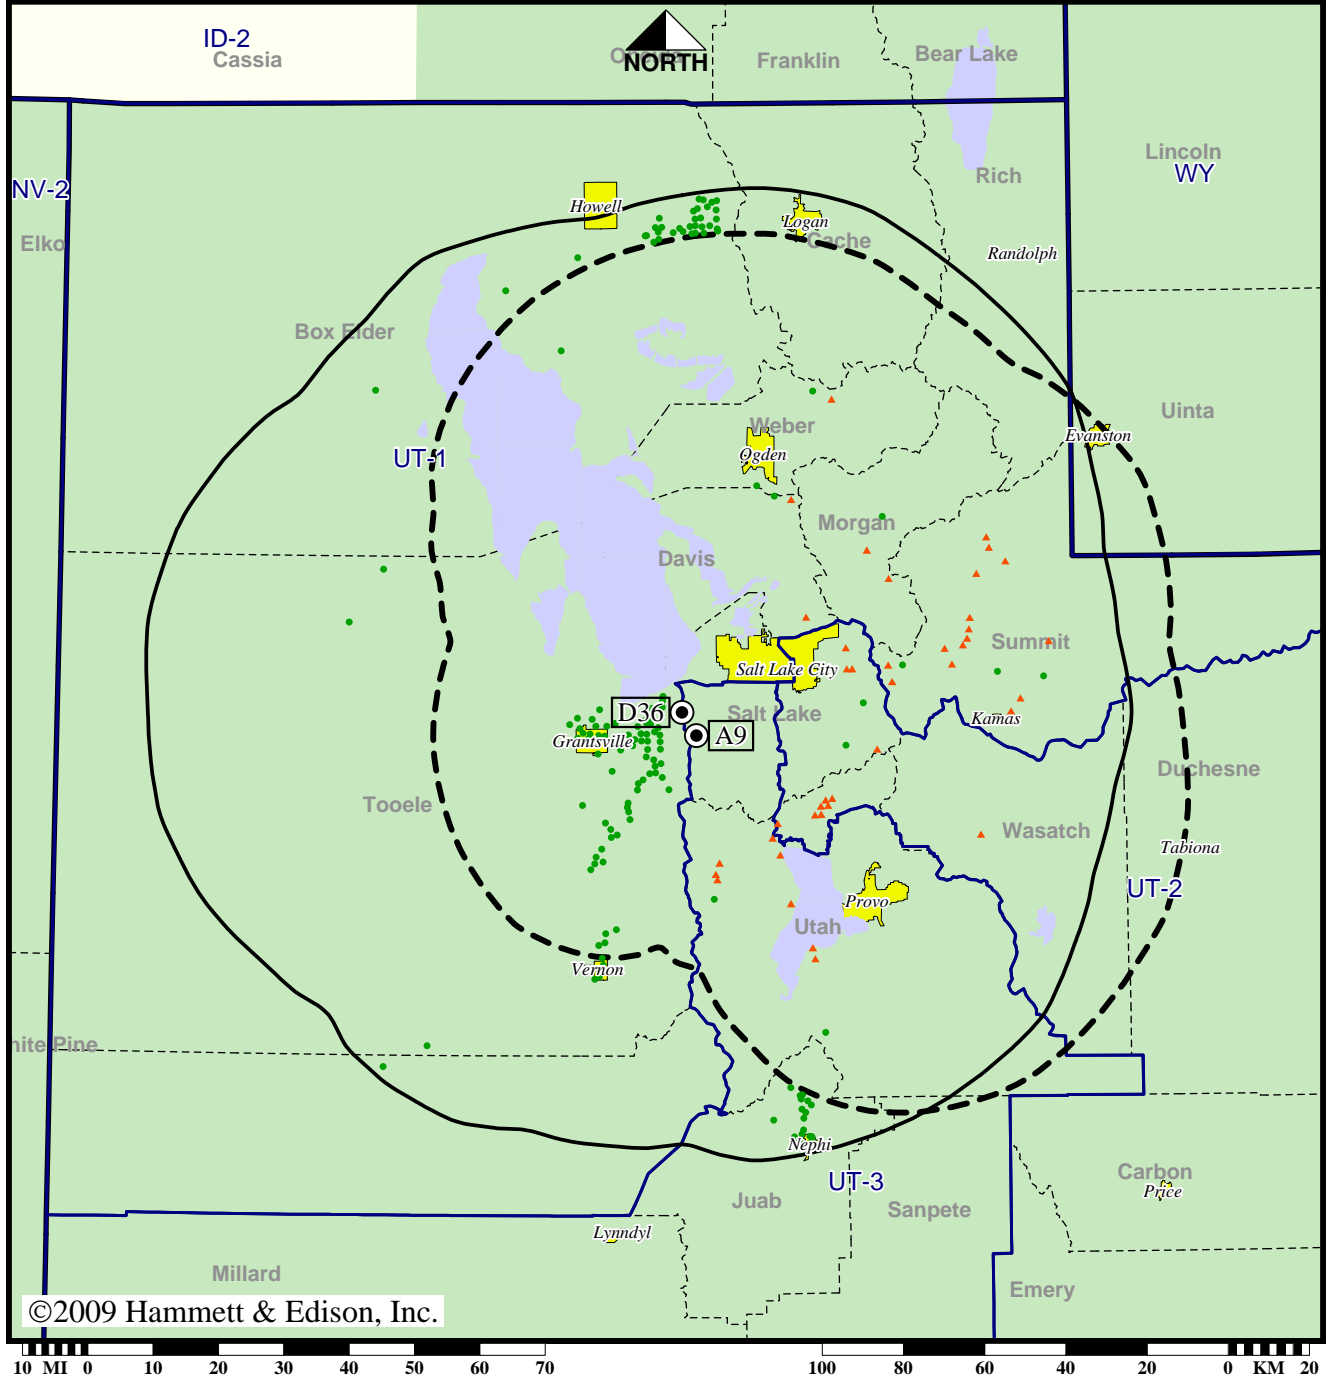 ID-2
Cassia
Oneida
NORTH
Franklin
Bear Lake
Lincoln
WY
Rich
NV-2
Elko
Howell
Logan
Cache
Randolph
Box Elder
Uinta
Weber
Evanston
Ogden
UT-1
Morgan
Davis
Summit
Salt Lake City
D36
Salt Lake
Kamas
A9
Grantsville
Duchesne
Tooele
Wasatch
Tabiona
UT-2
Provo
Utah
Vernon
hite Pine
Nephi
Carbon
UT-3
Price
Juab
Sanpete
Lynndyl
Millard
Emery
©2009 Hammett & Edison, Inc.
10 MI 0 10 20 30 40 50 60 70 100 80 60 40 20 0 KM 20